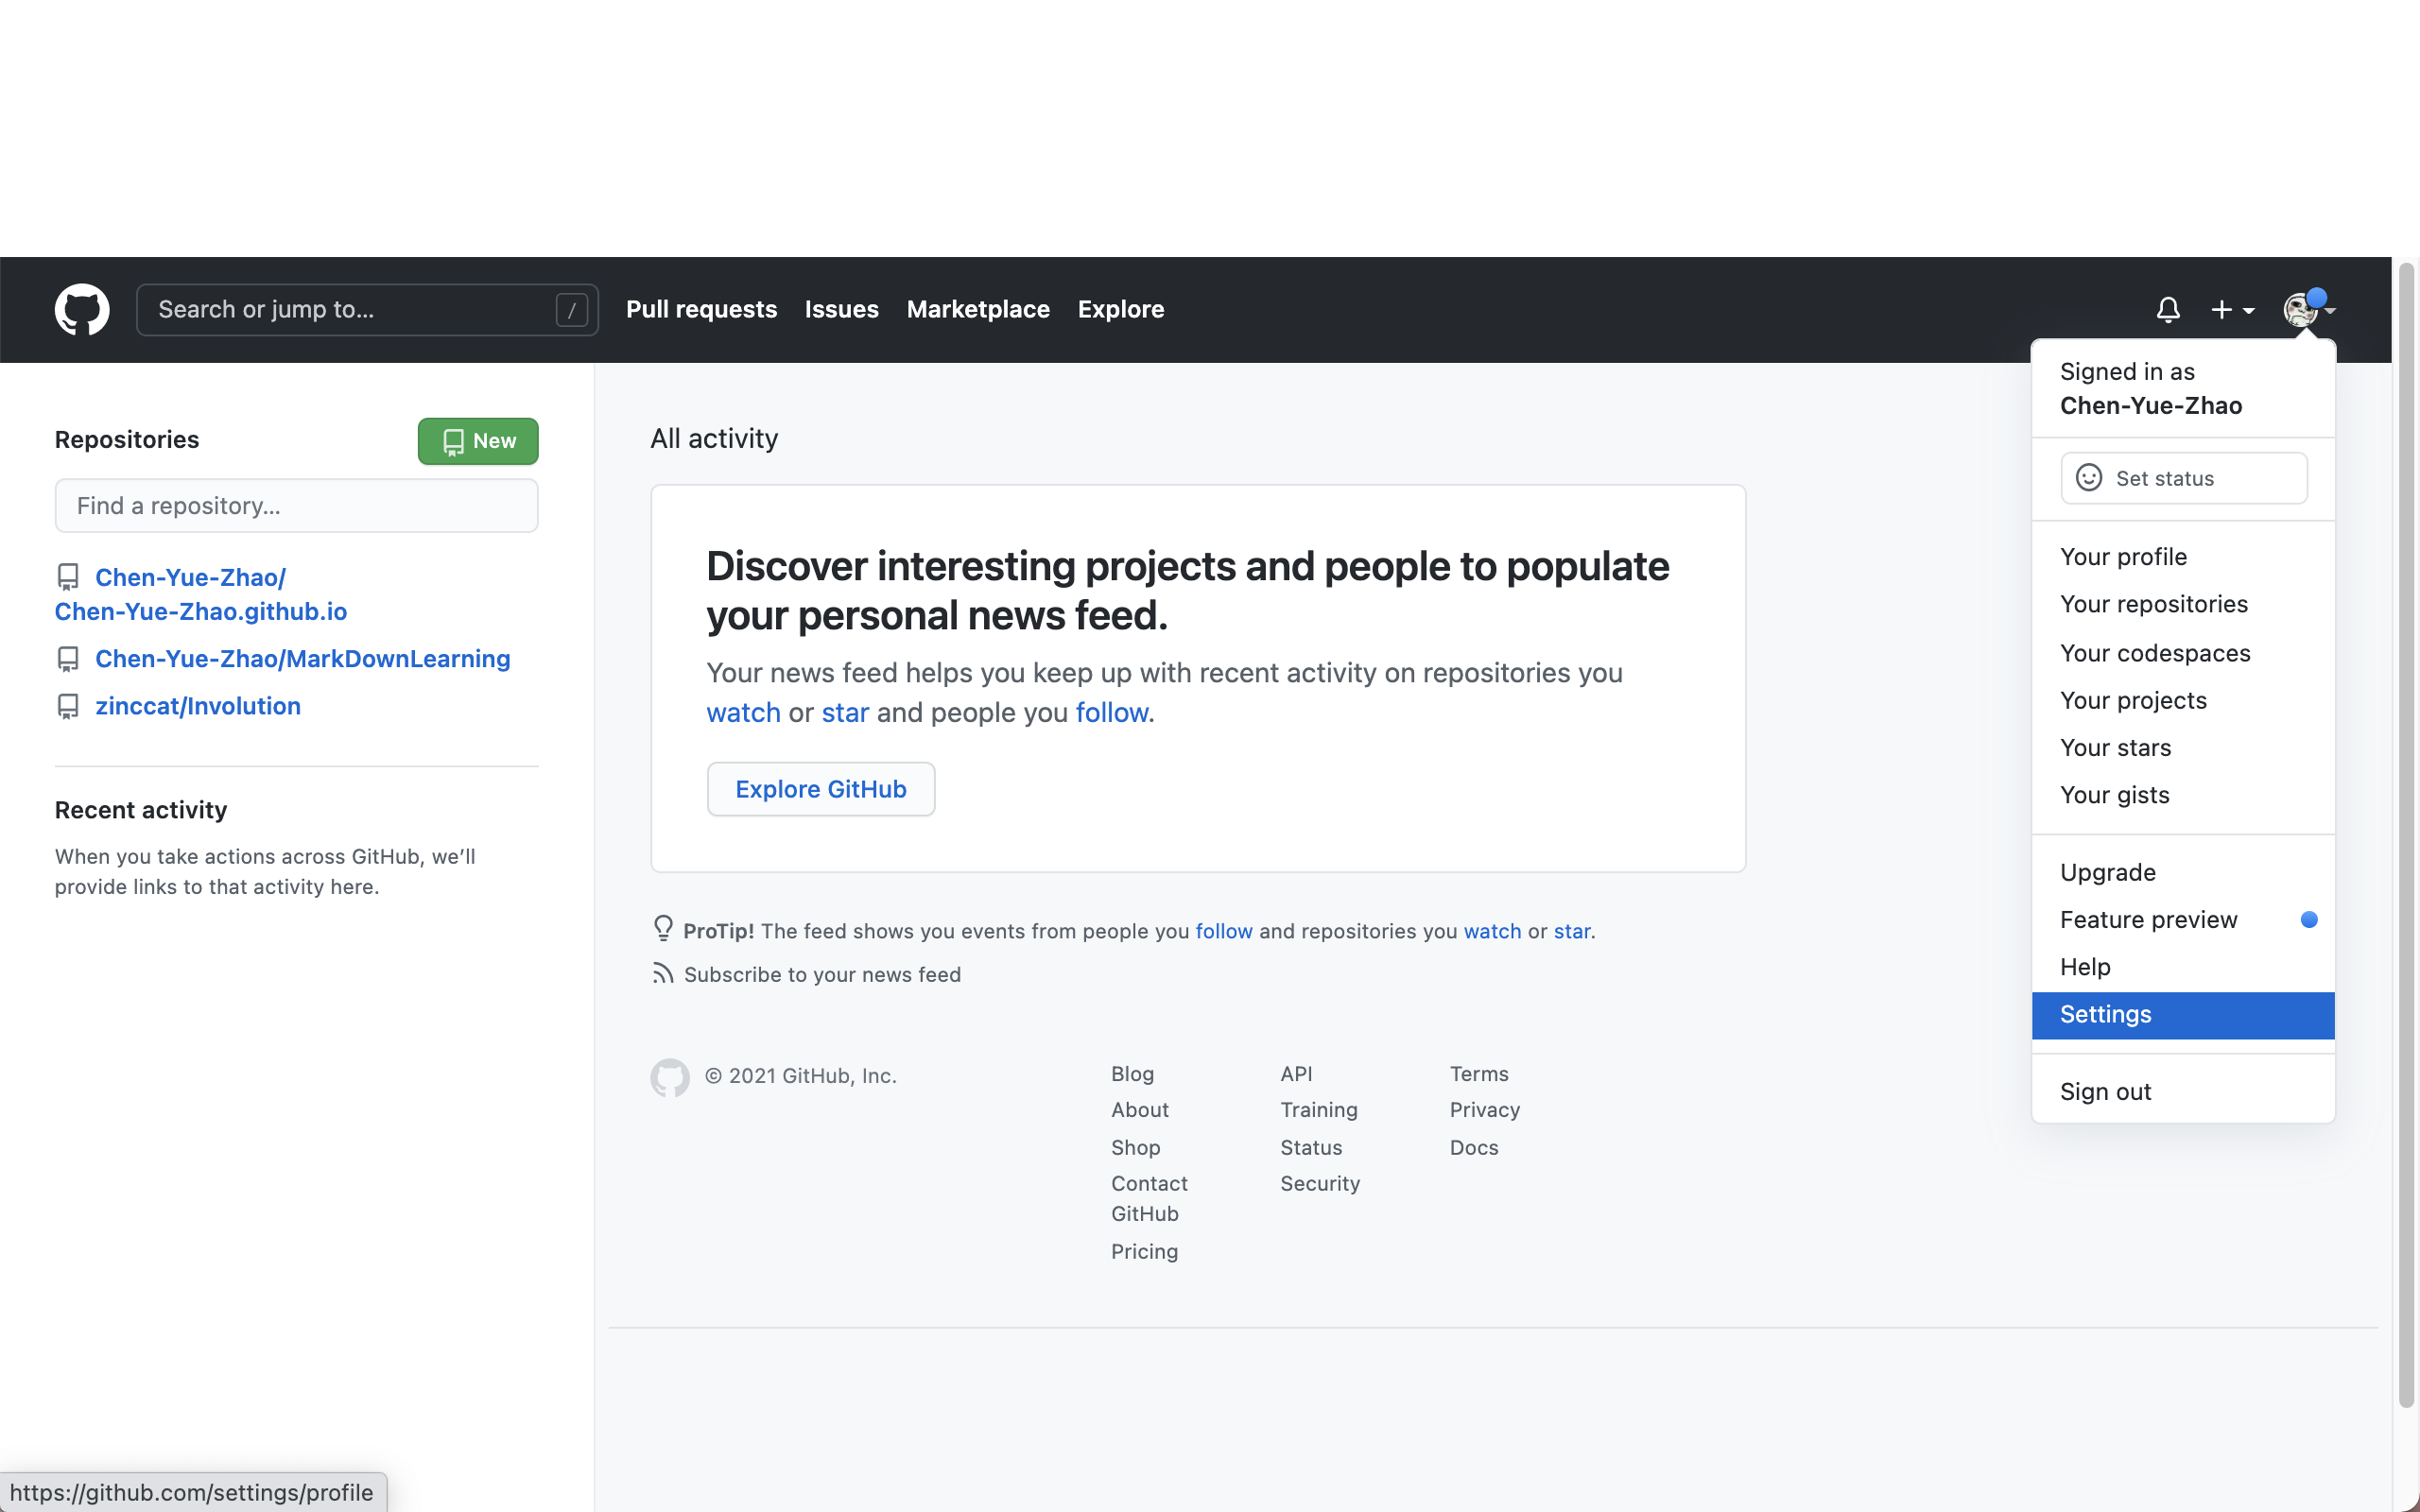 Search or jump to...
/
Pull requests
Issues
Marketplace
Explore
Signed in as
Chen-Yue-Zhao
Set status
Your profile
Your repositories
Your codespaces
Your projects
Your stars
Your gists
Upgrade
Feature preview
Help
Settings
Sign out
Repositories
New
Find a repository...
Chen-Yue-Zhao/
Chen-Yue-Zhao.github.io
Chen-Yue-Zhao/MarkDownLearning
zinccat/Involution
Recent activity
When you take actions across GitHub, we’ll
provide links to that activity here.
All activity
Discover interesting projects and people to populate
your personal news feed.
Your news feed helps you keep up with recent activity on repositories you
watch or star and people you follow.
Explore GitHub
ProTip! The feed shows you events from people you follow and repositories you watch or star.
Subscribe to your news feed
© 2021 GitHub, Inc.
Blog
About
Shop
Contact
GitHub
Pricing
API
Training
Status
Security
Terms
Privacy
Docs
https://github.com/settings/profile